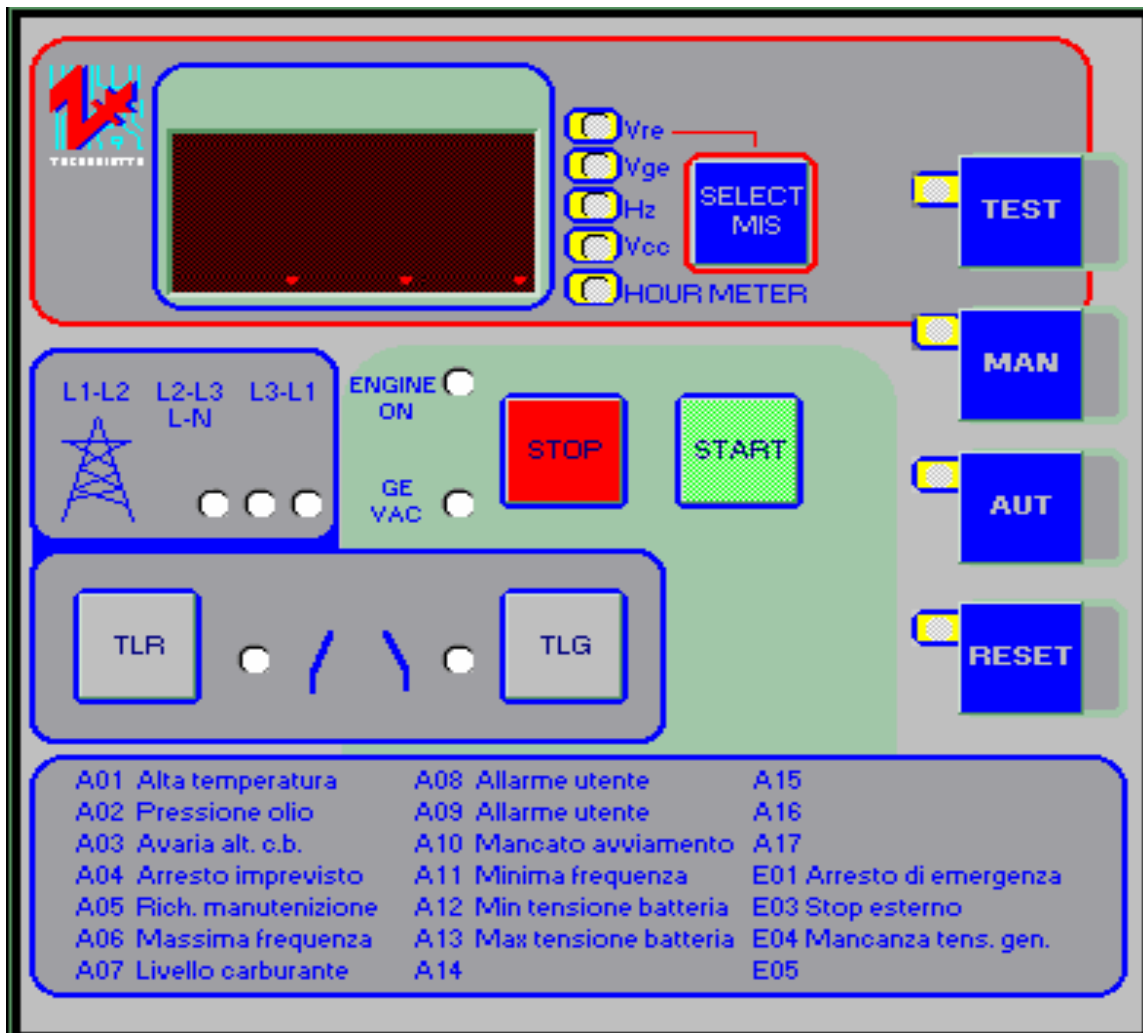 TECNOELETTRA
Vre
Vge
Hz
Vcc
HOUR METER
SELECT
MIS
TEST
MAN
AUT
RESET
L1-L2 L2-L3 L3-L1
L-N
ENGINE
ON
GE
VAC
STOP
START
TLR
TLG
A01 Alta temperatura
A02 Pressione olio
A03 Avaria alt. c.b.
A04 Arresto imprevisto
A05 Rich. manutenizione
A06 Massima frequenza
A07 Livello carburante
A08 Allarme utente
A09 Allarme utente
A10 Mancato avviamento
A11 Minima frequenza
A12 Min tensione batteria
A13 Max tensione batteria
A14
A15
A16
A17
E01 Arresto di emergenza
E03 Stop esterno
E04 Mancanza tens. gen.
E05